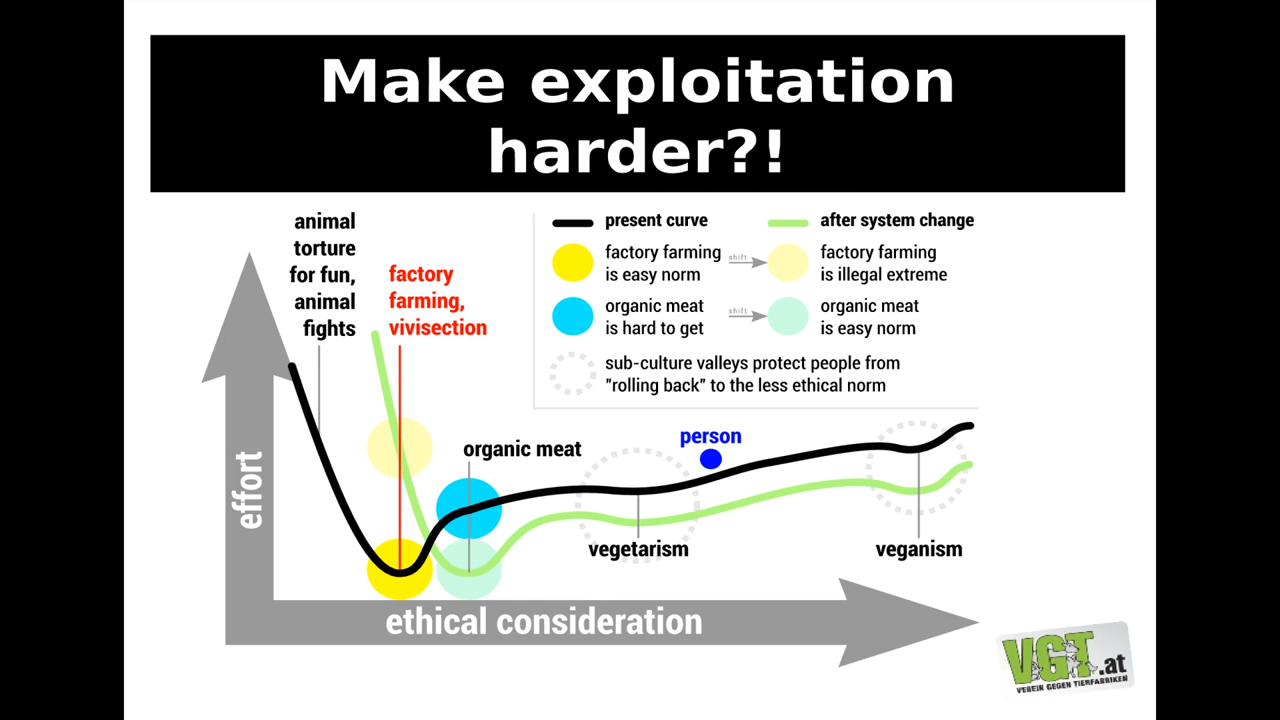 Make exploitation
harder?!
animal
torture
for fun,
animal
fights
factory
farming,
vivisection
present curve
after system change
factory farming
is easy norm
shift
factory farming
is illegal extreme
organic meat
is hard to get
shift
organic meat
is easy norm
sub-culture valleys protect people from
"rolling back" to the less ethical norm
person
organic meat
effort
vegetarism
veganism
ethical consideration
VGT.at
VEREIN GEGEN TIERFABRIKEN